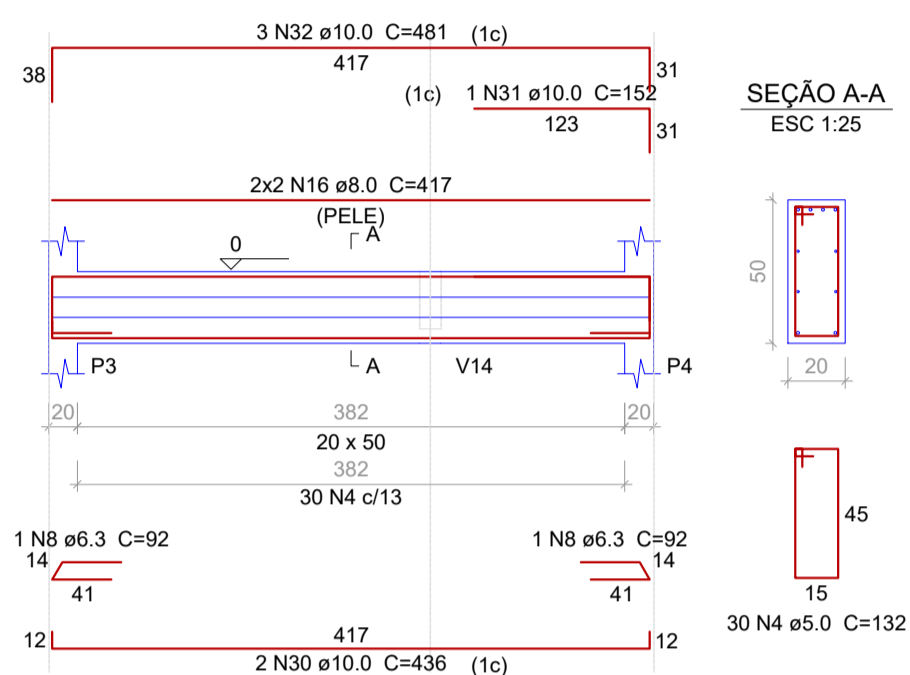 3 N32 ø10.0 C=481 (1c)
38
417
31
(1c) 1 N31 ø10.0 C=152
123
31
SEÇÃO A-A
ESC 1:25
2x2 N16 ø8.0 C=417
(PELE)
A
0
50
20
P3
A
V14
P4
20
382
20
20 x 50
382
30 N4 c/13
1 N8 ø6.3 C=92
14
41
1 N8 ø6.3 C=92
14
41
45
15
30 N4 ø5.0 C=132
12
417
12
2 N30 ø10.0 C=436 (1c)